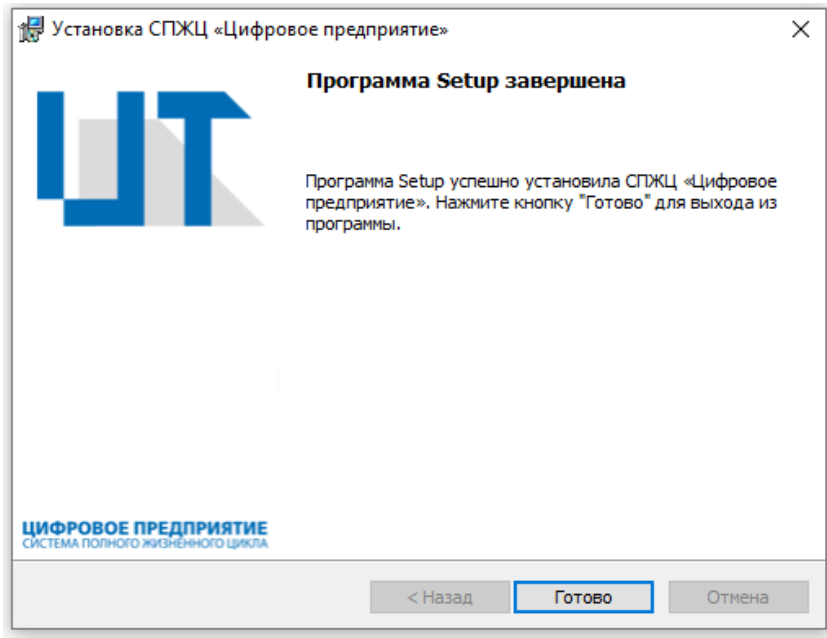 Установка СПЖЦ «Цифровое предприятие»
Программа Setup завершена
Программа Setup успешно установила СПЖЦ «Цифровое
предприятие». Нажмите кнопку "Готово" для выхода из
программы.
ЦИФРОВОЕ ПРЕДПРИЯТИЕ
СИСТЕМА ПОЛНОГО ЖИЗНЕННОГО ЦИКЛА
< Назад
Готово
Отмена